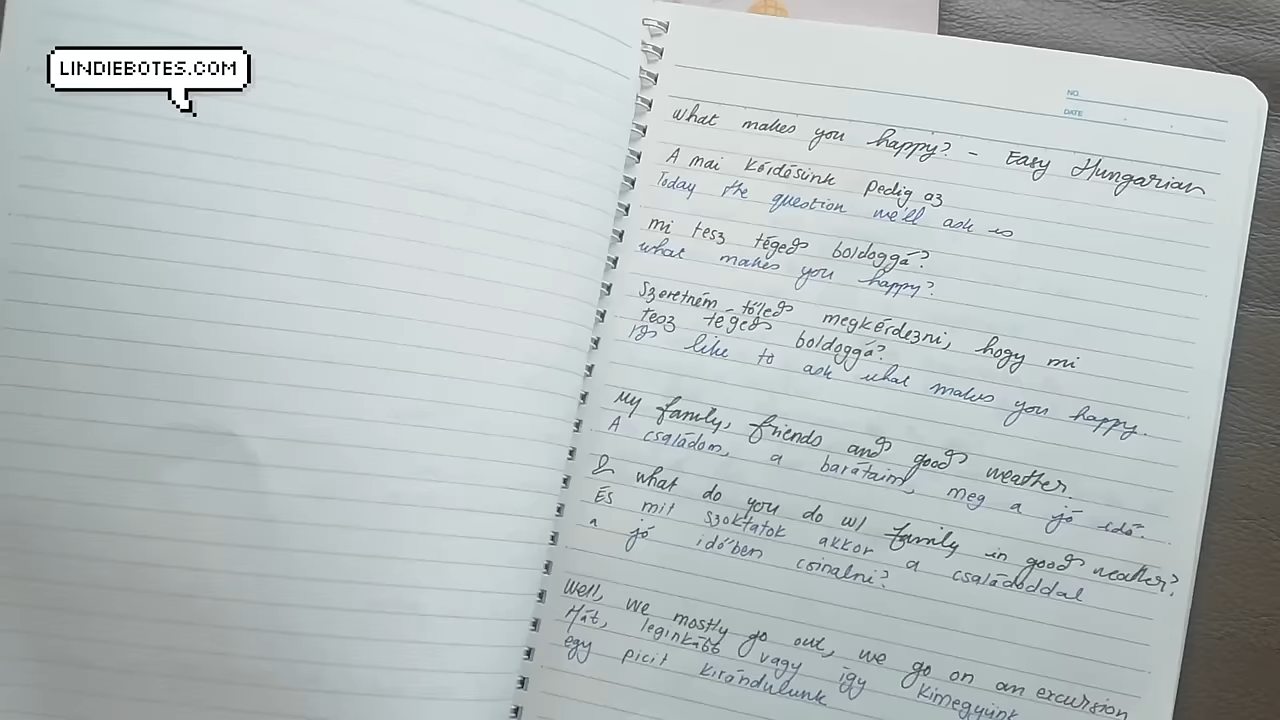 LINDIEBOTES.COM
NO.
DATE
What makes you happy? - Easy Hungarian
A mai kérdésünk pedig az
Today the question we'll ask is
mi tesz téged boldoggá?
what makes you happy?
Szeretném tőled megkérdezni, hogy mi
tesz téged boldoggá?
I'd like to ask what makes you happy.
My family, friends and good weather.
A családom, a barátaim, meg a jó idő.
& what do you do w/ family in good weather?
És mit szoktatok akkor a családoddal
a jó időben csinalni?
Well, we mostly go out, we go on an excursion
Hát, leginkább vagy így kimegyünk
egy picit kirándulunk